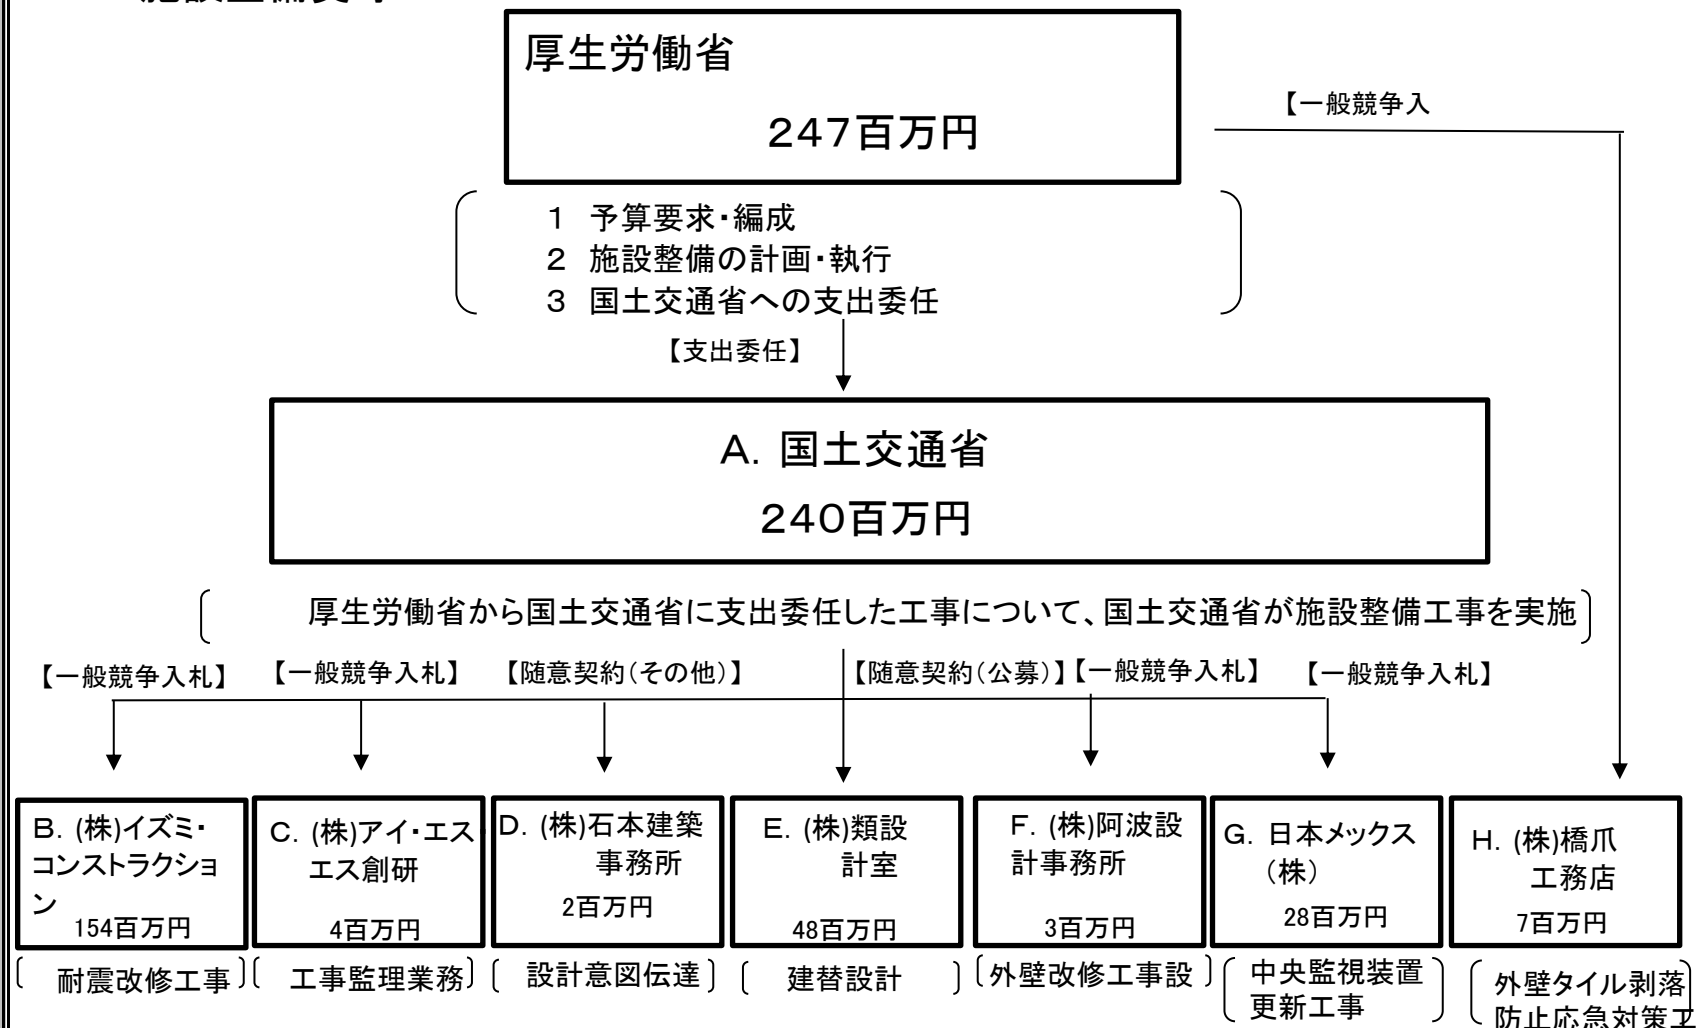 厚生労働省
247百万円
【一般競争入
1 予算要求・編成
2 施設整備の計画・執行
3 国土交通省への支出委任
【支出委任】
A. 国土交通省
240百万円
厚生労働省から国土交通省に支出委任した工事について、国土交通省が施設整備工事を実施
【一般競争入札】
【一般競争入札】
【随意契約(その他)】
【随意契約(公募)】
【一般競争入札】
【一般競争入札】
B. (株)イズミ・
コンストラクショ
ン
154百万円
C. (株)アイ・エス・
エス創研
4百万円
D. (株)石本建築
事務所
2百万円
E. (株)類設
計室
48百万円
F. (株)阿波設
計事務所
3百万円
G. 日本メックス
(株)
28百万円
H. (株)橋爪
工務店
7百万円
耐震改修工事
工事監理業務
設計意図伝達
建替設計
外壁改修工事設
中央監視装置
更新工事
外壁タイル剥落
防止応急対策工